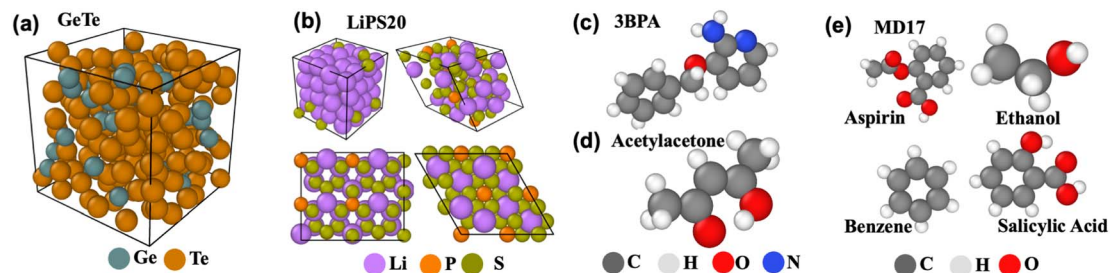 (a) GeTe
Ge Te
(b) LiPS20
Li P S
(c) 3BPA
(d) Acetylacetone
C H O N
(e) MD17
Aspirin Ethanol
Benzene Salicylic Acid
C H O